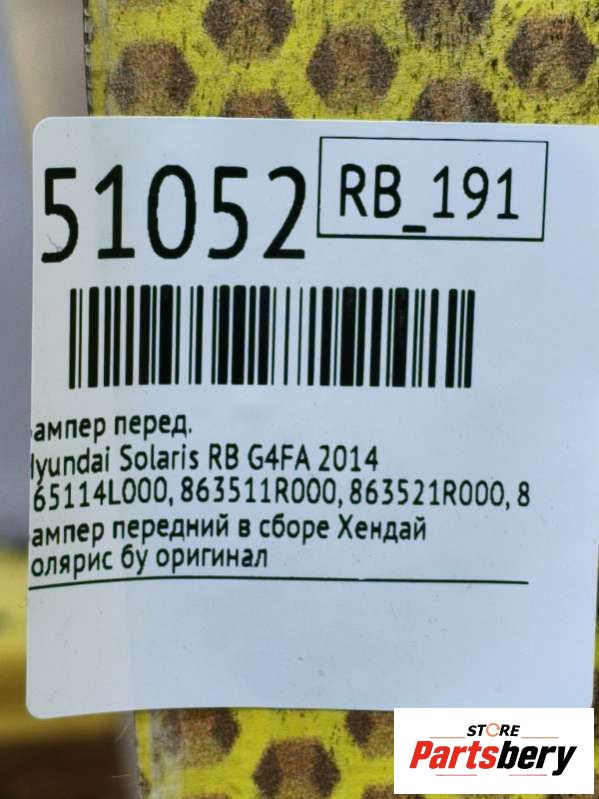 51052 RB_191
ампер перед.
Hyundai Solaris RB G4FA 2014
65114L000, 863511R000, 863521R000, 8
ампер передний в сборе Хендай
олярис бу оригинал
STORE
Partsbery